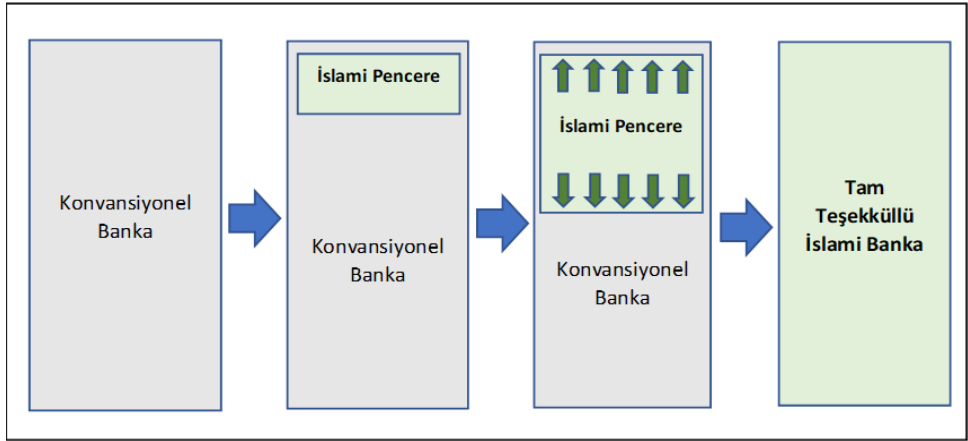 Konvansiyonel
Banka
İslami Pencere
Konvansiyonel
Banka
İslami Pencere
Konvansiyonel
Banka
Tam
Teşekküllü
İslami Banka